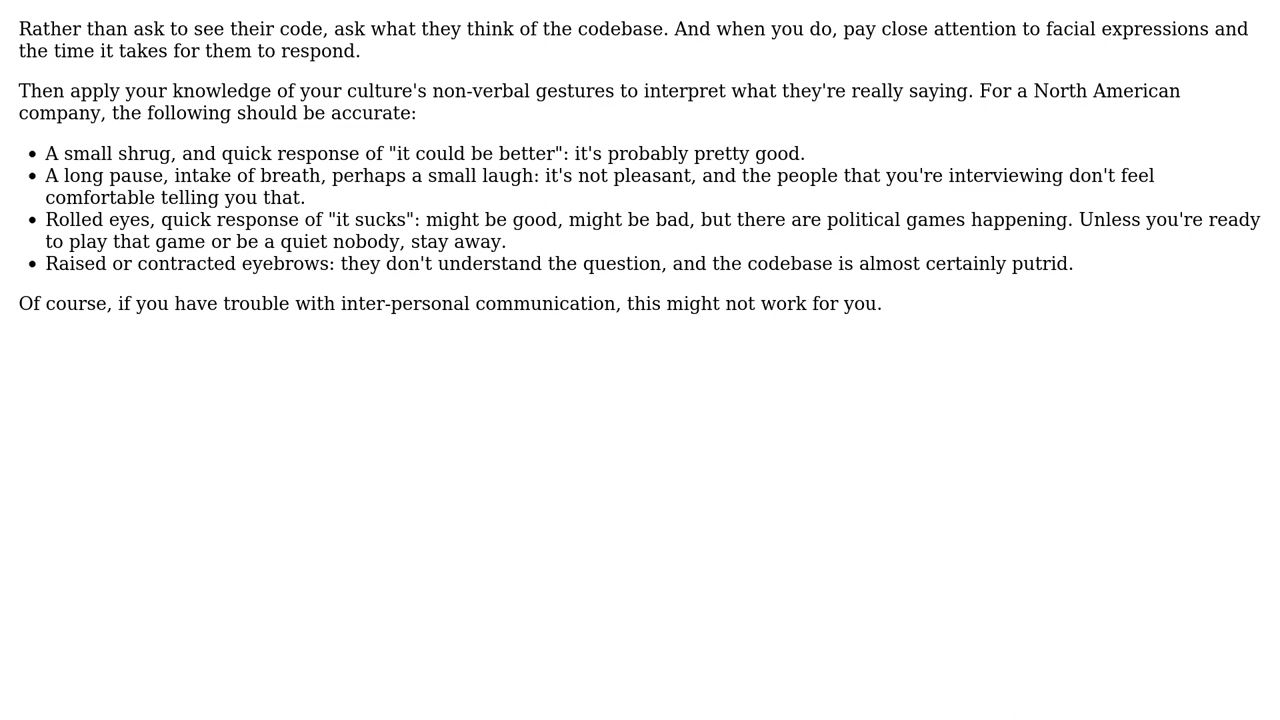 Rather than ask to see their code, ask what they think of the codebase. And when you do, pay close attention to facial expressions and
the time it takes for them to respond.
Then apply your knowledge of your culture's non-verbal gestures to interpret what they're really saying. For a North American
company, the following should be accurate:
• A small shrug, and quick response of "it could be better": it's probably pretty good.
• A long pause, intake of breath, perhaps a small laugh: it's not pleasant, and the people that you're interviewing don't feel
comfortable telling you that.
• Rolled eyes, quick response of "it sucks": might be good, might be bad, but there are political games happening. Unless you're ready
to play that game or be a quiet nobody, stay away.
• Raised or contracted eyebrows: they don't understand the question, and the codebase is almost certainly putrid.
Of course, if you have trouble with inter-personal communication, this might not work for you.